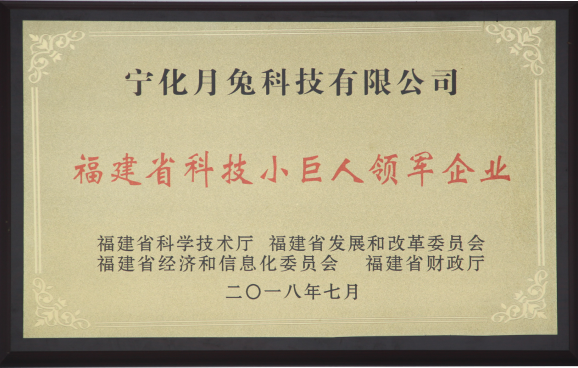 宁化月兔科技有限公司
福建省科技小巨人领军企业
福建省科学技术厅 福建省发展和改革委员会
福建省经济和信息化委员会 福建省财政厅
二〇一八年七月